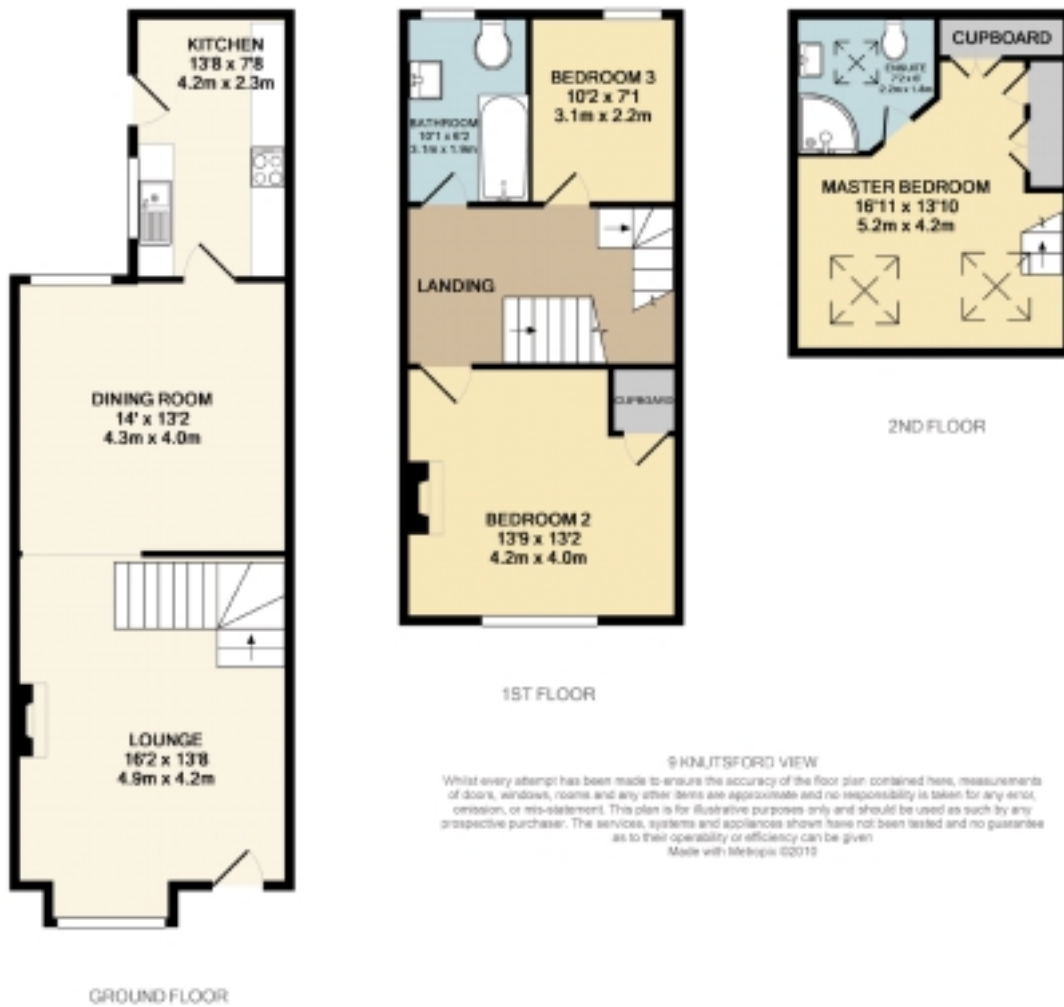 KITCHEN
13'8 x 7'8
4.2m x 2.3m
DINING ROOM
14' x 13'2
4.3m x 4.0m
LOUNGE
16'2 x 13'8
4.9m x 4.2m
GROUND FLOOR
BATHROOM
10'1 x 6'2
3.1m x 1.9m
BEDROOM 3
10'2 x 7'1
3.1m x 2.2m
LANDING
CUPBOARD
BEDROOM 2
13'9 x 13'2
4.2m x 4.0m
1ST FLOOR
ENSUITE
7'2 x 6'
2.2m x 1.8m
CUPBOARD
MASTER BEDROOM
16'11 x 13'10
5.2m x 4.2m
2ND FLOOR
9 KNUTSFORD VIEW
Whilst every attempt has been made to ensure the accuracy of the floor plan contained here, measurements
of doors, windows, rooms and any other items are approximate and no responsibility is taken for any error,
omission, or mis-statement. This plan is for illustrative purposes only and should be used as such by any
prospective purchaser. The services, systems and appliances shown have not been tested and no guarantee
as to their operability or efficiency can be given
Made with Metropix ©2010